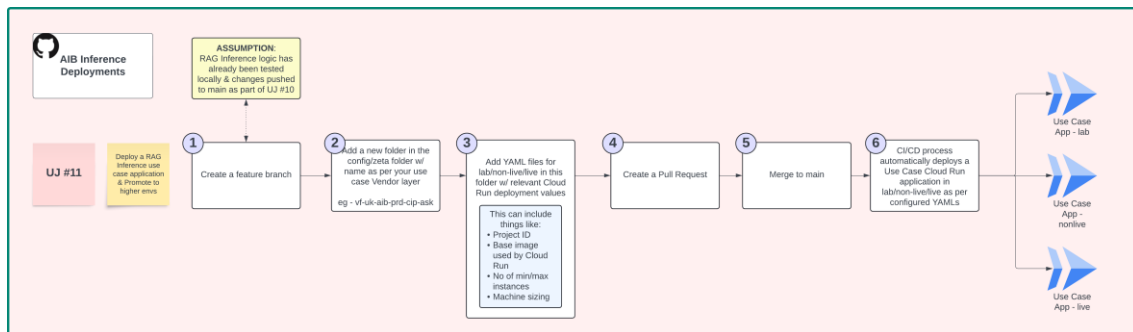 AIB Inference
Deployments
ASSUMPTION:
RAG Inference logic has
already been tested
locally & changes pushed
to main as part of UJ #10
UJ #11
Deploy a RAG
Inference use
case application
& Promote to
higher envs
1
Create a feature branch
2
Add a new folder in the
config/zeta folder w/
name as per your use
case Vendor layer
eg - vf-uk-aib-prd-cip-ask
3
Add YAML files for
lab/non-live/live in this
folder w/ relevant Cloud
Run deployment values
This can include
things like:
• Project ID
• Base image
used by Cloud
Run
• No of min/max
instances
• Machine sizing
4
Create a Pull Request
5
Merge to main
6
CI/CD process
automatically deploys a
Use Case Cloud Run
application in
lab/non-live/live as per
configured YAMLs
Use Case
App - lab
Use Case
App -
nonlive
Use Case
App - live